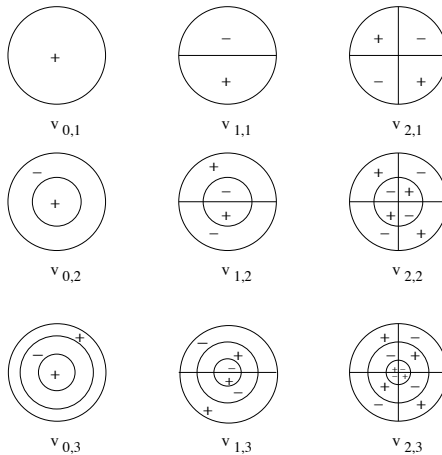 + − + + − − +
v 0,1 v 1,1 v 2,1
− + + − + − + − − + + − − +
v 0,2 v 1,2 v 2,2
+ − + − + − + − + + − − + + − − + + − − +
v 0,3 v 1,3 v 2,3